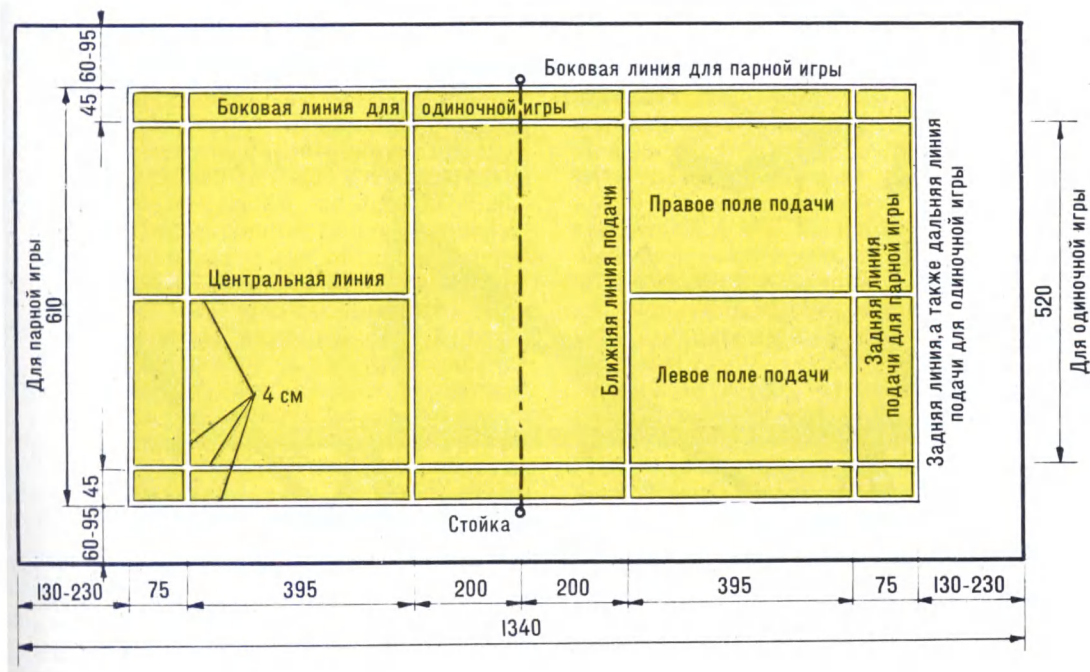 60-95
Боковая линия для парной игры
45
Боковая линия для одиночной игры
Для парной игры
610
Центральная линия
4 см
Ближняя линия подачи
Правое поле подачи
Левое поле подачи
Задняя линия
подачи для парной игры
Задняя линия, а также дальняя линия
подачи для одиночной игры
520
Для одиночной игры
45
60-95
Стойка
130-230
75
395
200
200
395
75
130-230
1340